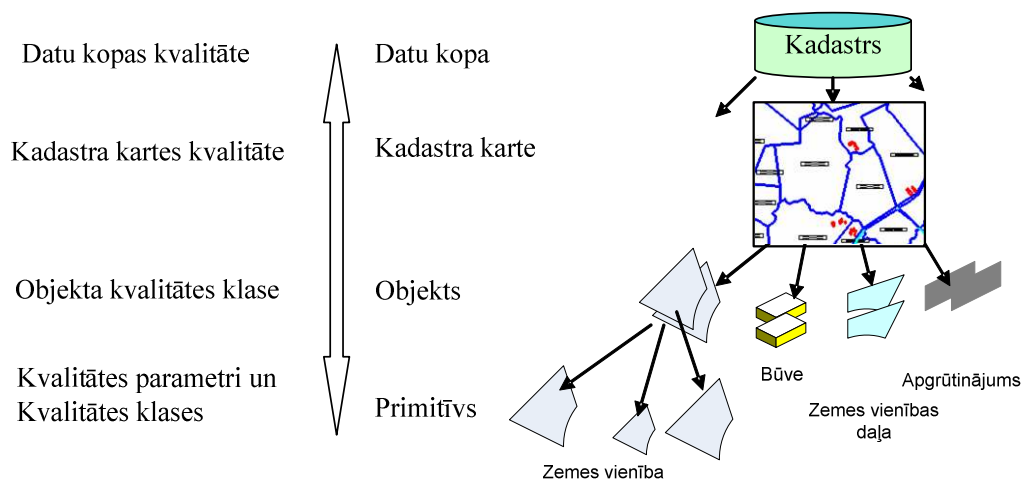 Datu kopas kvalitāte
Datu kopa
Kadastrs
Kadastra kartes kvalitāte
Kadastra karte
Objekta kvalitātes klase
Objekts
Kvalitātes parametri un
Kvalitātes klases
Primitīvs
Būve
Apgrūtinājums
Zemes vienības
daļa
Zemes vienība